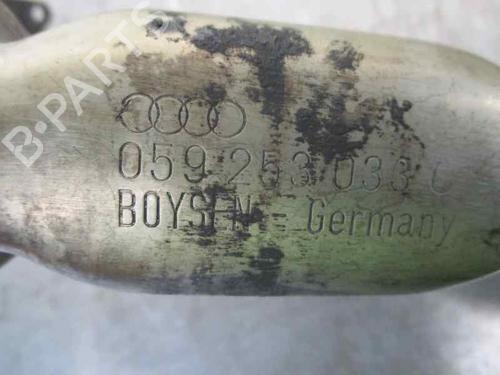 B-PARTS
059 253 033 C
BOYSEN Germany